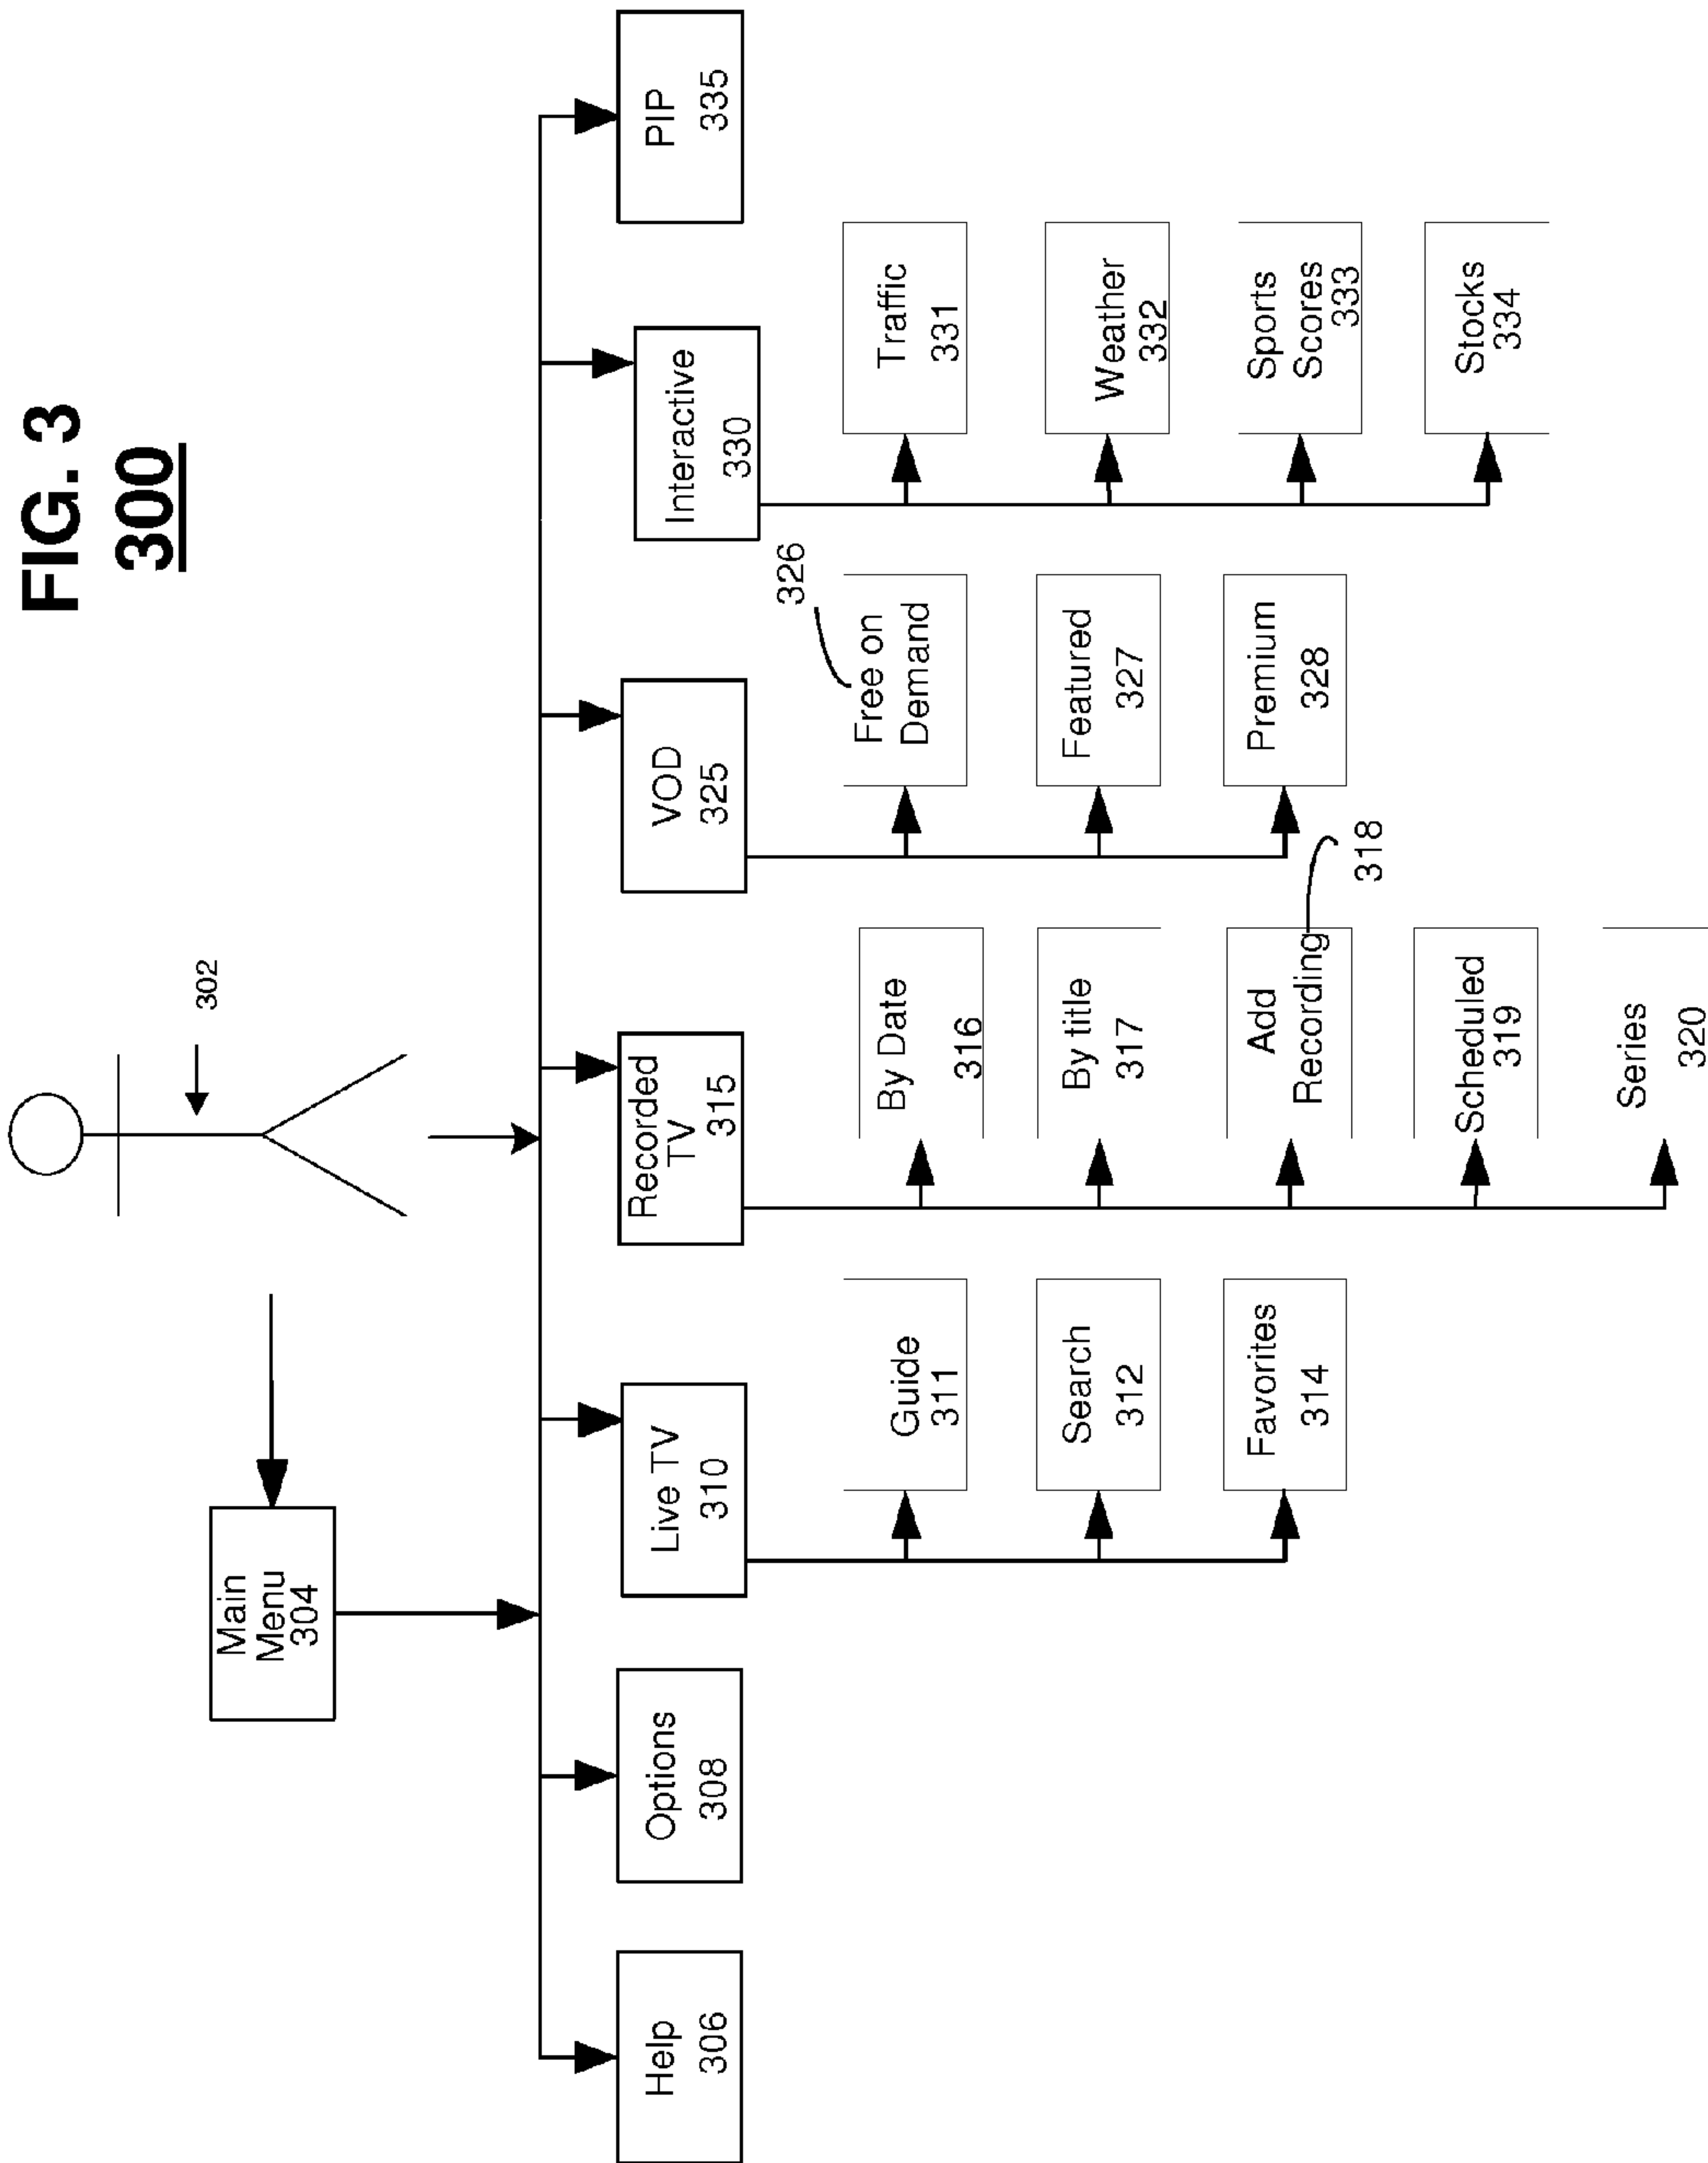 FIG. 3
300
302
Main
Menu
304
Help
306
Options
308
Live TV
310
Recorded
TV
315
VOD
325
Interactive
330
PIP
335
Guide
311
Search
312
Favorites
314
By Date
316
By title
317
Add
Recording
318
Scheduled
319
Series
320
326
Free on
Demand
Featured
327
Premium
328
Traffic
331
Weather
332
Sports
Scores
333
Stocks
334